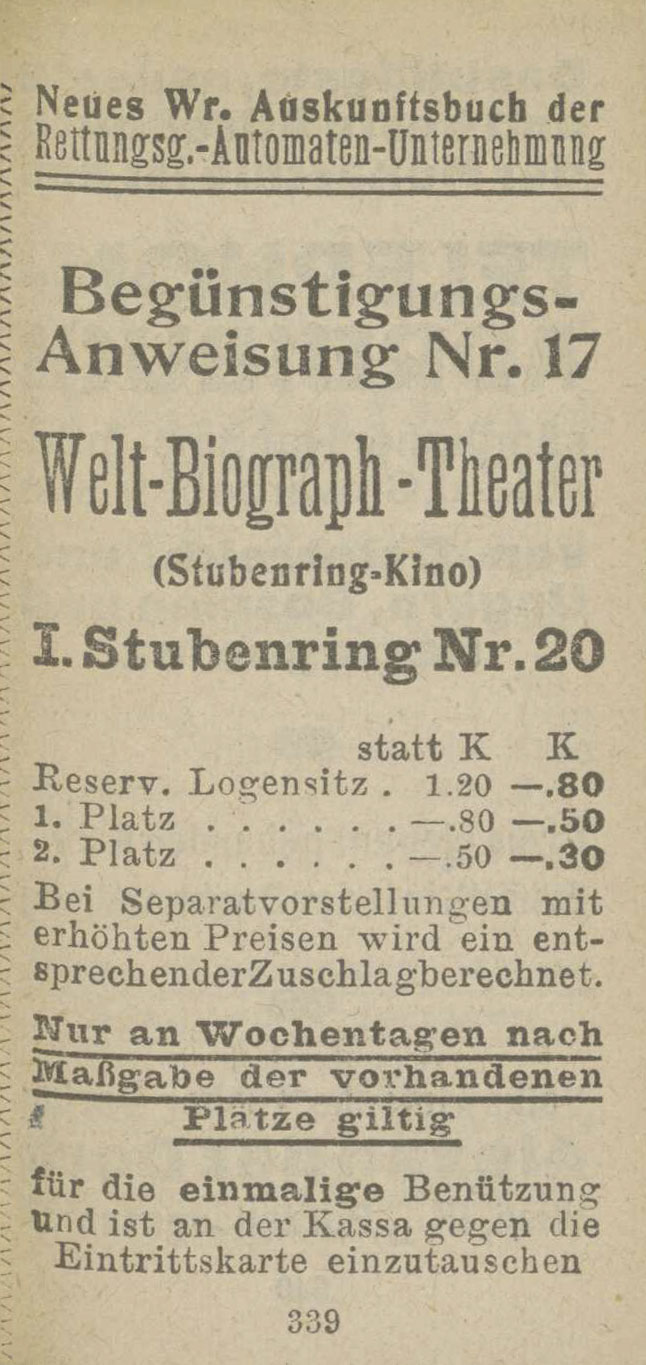 Neues Wr. Auskunftsbuch der
Rettungsg.-Automaten-Unternehmung
Begünstigungs-
Anweisung Nr. 17
Welt-Biograph-Theater
(Stubenring-Kino)
I. Stubenring Nr. 20
statt K K
Reserv. Logensitz . 1.20 —.80
1. Platz . . . . . . —.80 —.50
2. Platz . . . . . . —.50 —.30
Bei Separatvorstellungen mit
erhöhten Preisen wird ein ent-
sprechender Zuschlag berechnet.
Nur an Wochentagen nach
Maßgabe der vorhandenen
Plätze giltig
für die einmalige Benützung
und ist an der Kassa gegen die
Eintrittskarte einzutauschen
339